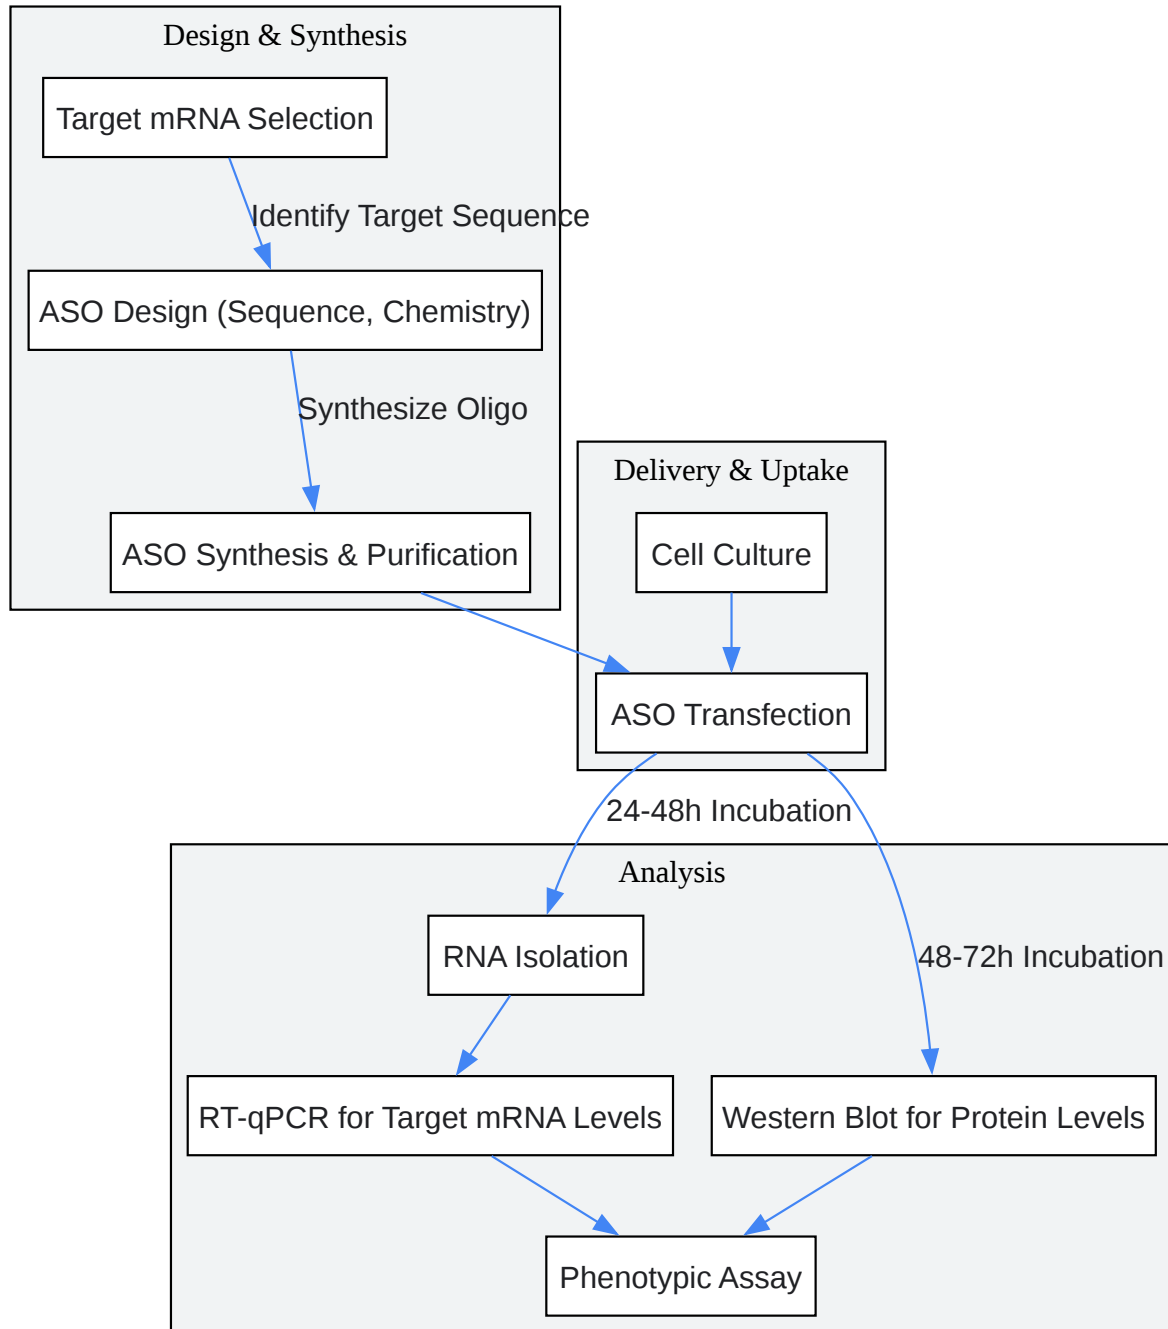 Design & Synthesis
Target mRNA Selection
Identify Target Sequence
ASO Design (Sequence, Chemistry)
Synthesize Oligo
ASO Synthesis & Purification
Delivery & Uptake
Cell Culture
ASO Transfection
24-48h Incubation
Analysis
RNA Isolation
48-72h Incubation
RT-qPCR for Target mRNA Levels
Western Blot for Protein Levels
Phenotypic Assay